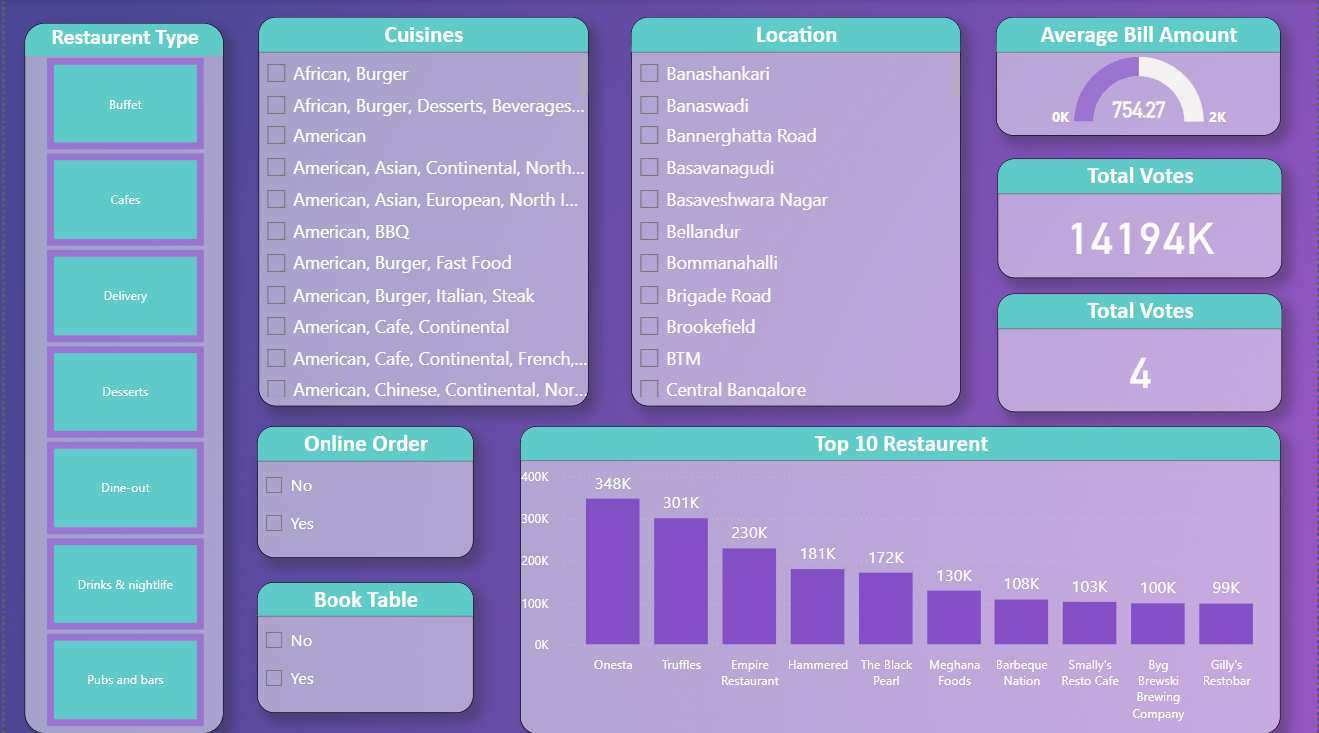 Restaurent Type
Buffet
Cafes
Delivery
Desserts
Dine-out
Drinks & nightlife
Pubs and bars
Cuisines
African, Burger
African, Burger, Desserts, Beverages...
American
American, Asian, Continental, North...
American, Asian, European, North I...
American, BBQ
American, Burger, Fast Food
American, Burger, Italian, Steak
American, Cafe, Continental
American, Cafe, Continental, French,...
American, Chinese, Continental, Nor...
Location
Banashankari
Banaswadi
Bannerghatta Road
Basavanagudi
Basaveshwara Nagar
Bellandur
Bommanahalli
Brigade Road
Brookefield
BTM
Central Bangalore
Average Bill Amount
0K 754.27 2K
Total Votes
14194K
Total Votes
4
Online Order
No
Yes
Book Table
No
Yes
Top 10 Restaurent
400K
300K
200K
100K
0K
348K
301K
230K
181K
172K
130K
108K
103K
100K
99K
Onesta
Truffles
Empire
Restaurant
Hammered
The Black
Pearl
Meghana
Foods
Barbeque
Nation
Smally's
Resto Cafe
Byg
Brewski
Brewing
Company
Gilly's
Restobar